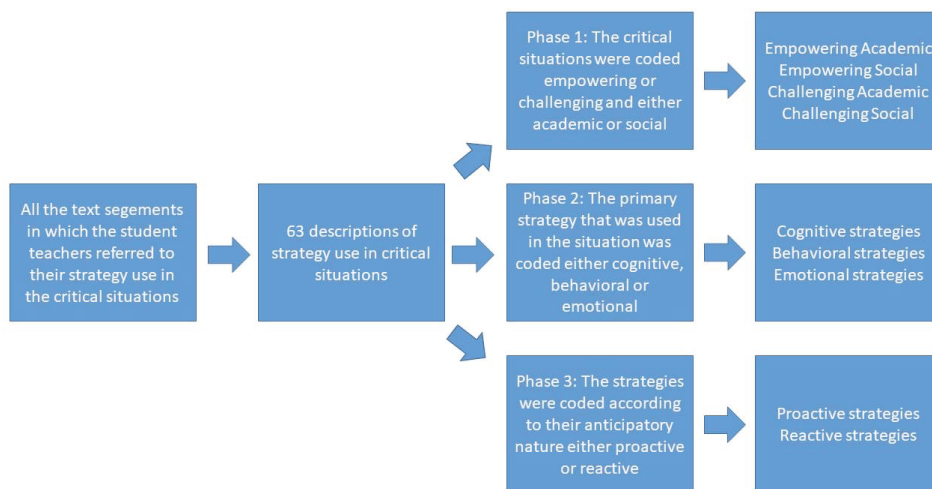 All the text segements
in which the student
teachers referred to
their strategy use in
the critical situations
63 descriptions of
strategy use in critical
situations
Phase 1: The critical
situations were coded
empowering or
challenging and either
academic or social
Empowering Academic
Empowering Social
Challenging Academic
Challenging Social
Phase 2: The primary
strategy that was used
in the situation was
coded either cognitive,
behavioral or
emotional
Cognitive strategies
Behavioral strategies
Emotional strategies
Phase 3: The strategies
were coded according
to their anticipatory
nature either proactive
or reactive
Proactive strategies
Reactive strategies